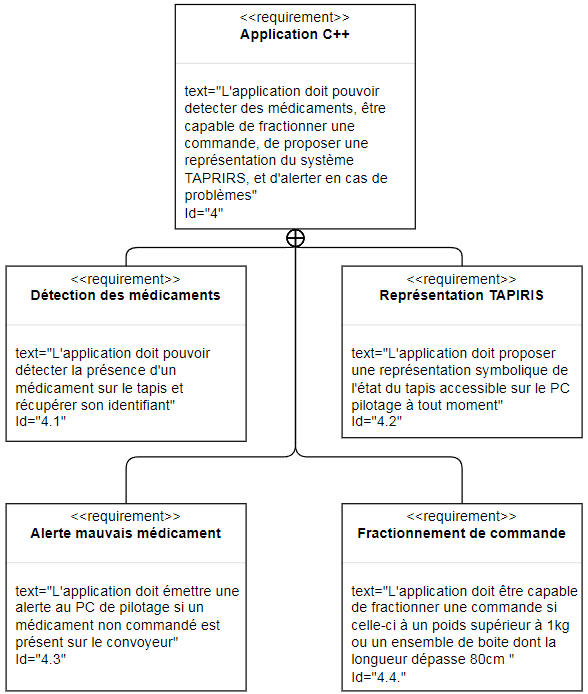 <<requirement>>
Application C++
text="L'application doit pouvoir
detecter des médicaments, être
capable de fractionner une
commande, de proposer une
représentation du système
TAPRIRS, et d'alerter en cas de
problèmes"
Id="4"
<<requirement>>
Détection des médicaments
text="L'application doit pouvoir
détecter la présence d'un
médicament sur le tapis et
récupérer son identifiant"
Id="4.1"
<<requirement>>
Représentation TAPIRIS
text="L'application doit proposer
une représentation symbolique de
l'état du tapis accessible sur le PC
pilotage à tout moment"
Id="4.2"
<<requirement>>
Alerte mauvais médicament
text="L'application doit émettre une
alerte au PC de pilotage si un
médicament non commandé est
présent sur le convoyeur"
Id="4.3"
<<requirement>>
Fractionnement de commande
text="L'application doit être capable
de fractionner une commande si
celle-ci à un poids supérieur à 1kg
ou un ensemble de boite dont la
longueur dépasse 80cm "
Id="4.4."